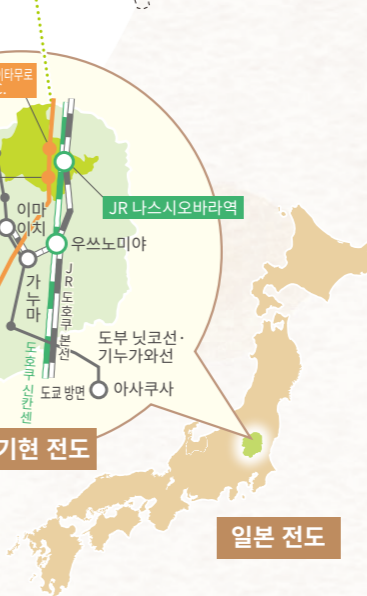 이타무로
JR 나스시오바라역
이마
이치
우쓰노미야
가누마
JR 도호쿠 본선
도호쿠 신칸센
도부 닛코선·
기누가와선
도쿄 방면
아사쿠사
기현 전도
일본 전도